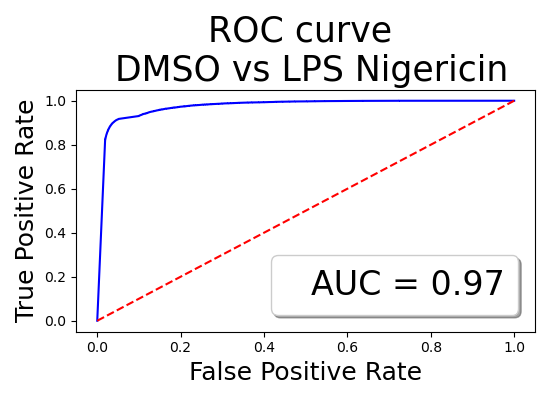 ROC curve
DMSO vs LPS Nigericin
True Positive Rate
1.0
0.8
0.6
0.4
0.2
0.0
AUC = 0.97
0.0 0.2 0.4 0.6 0.8 1.0
False Positive Rate